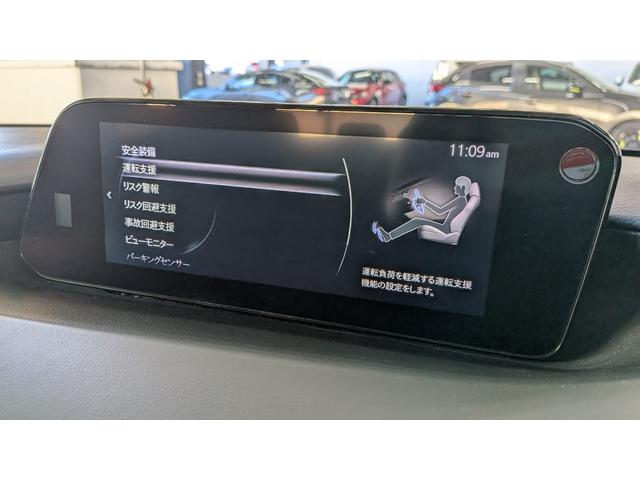 安全装備
11:09 am
運転支援
リスク警報
リスク回避支援
事故回避支援
ビューモニター
パーキングセンサー
運転負荷を軽減する運転支援
機能の設定をします。